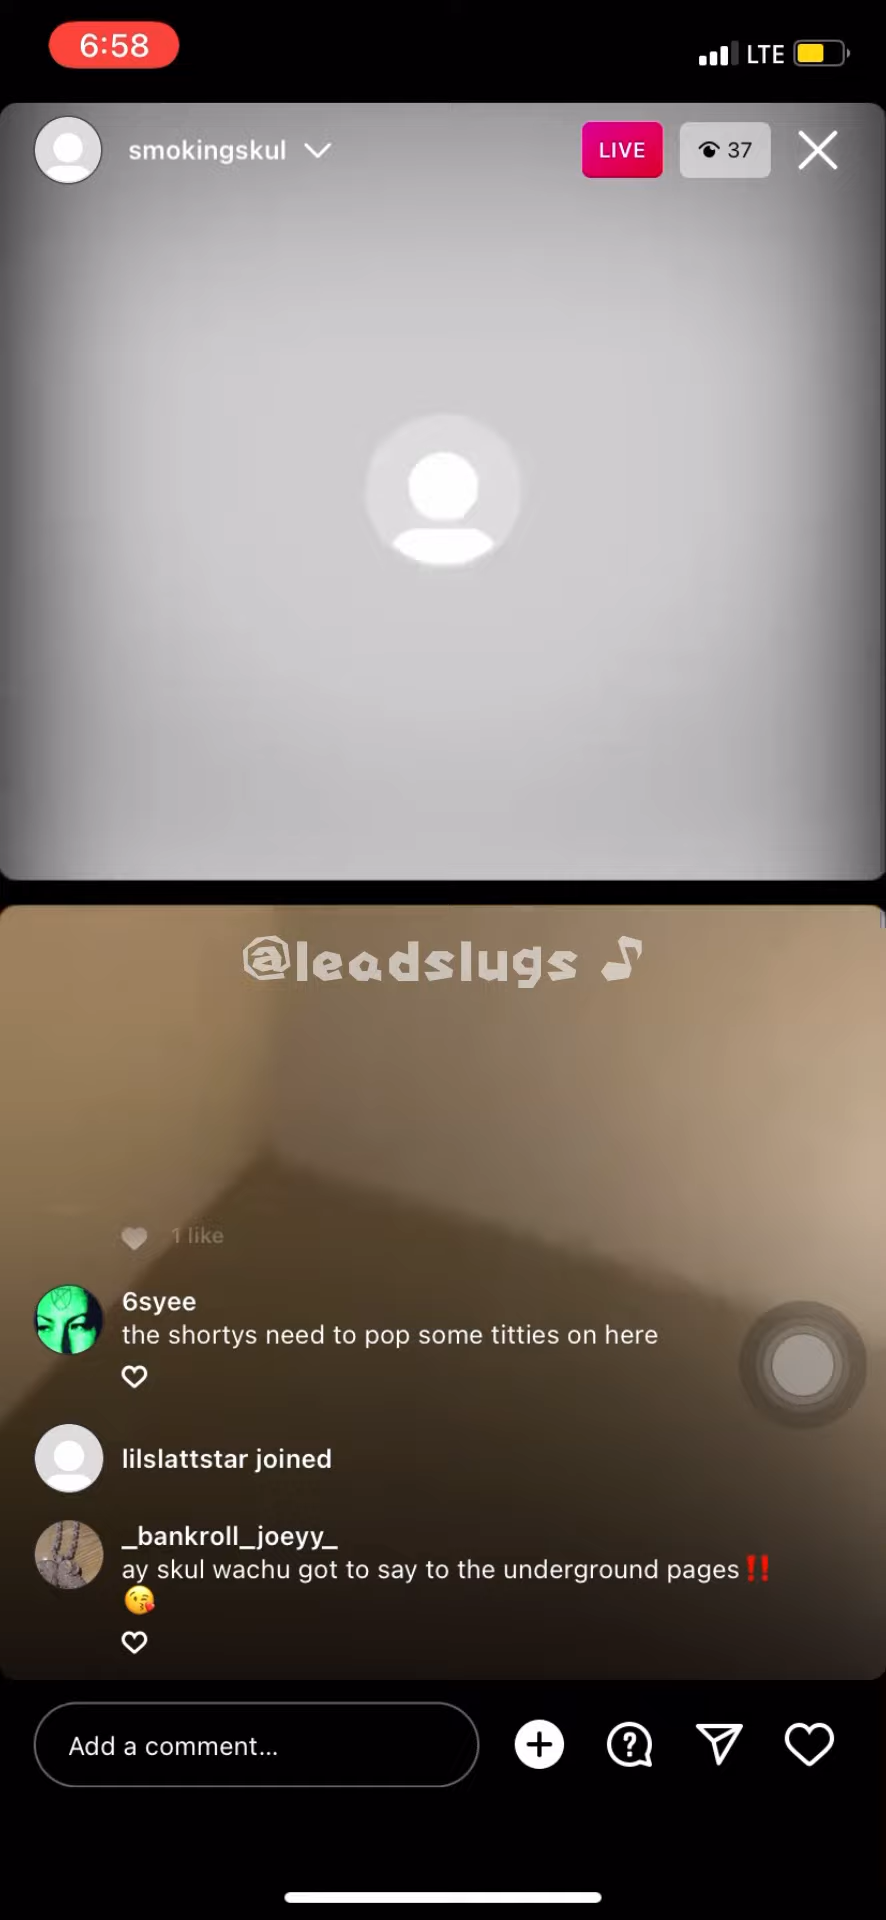 6:58
LTE
smokingskul
LIVE
37
@leadslugs
1 like
6syee
the shortys need to pop some titties on here
lilslattstar joined
_bankroll_joeyy_
ay skul wachu got to say to the underground pages‼️
😘
Add a comment...